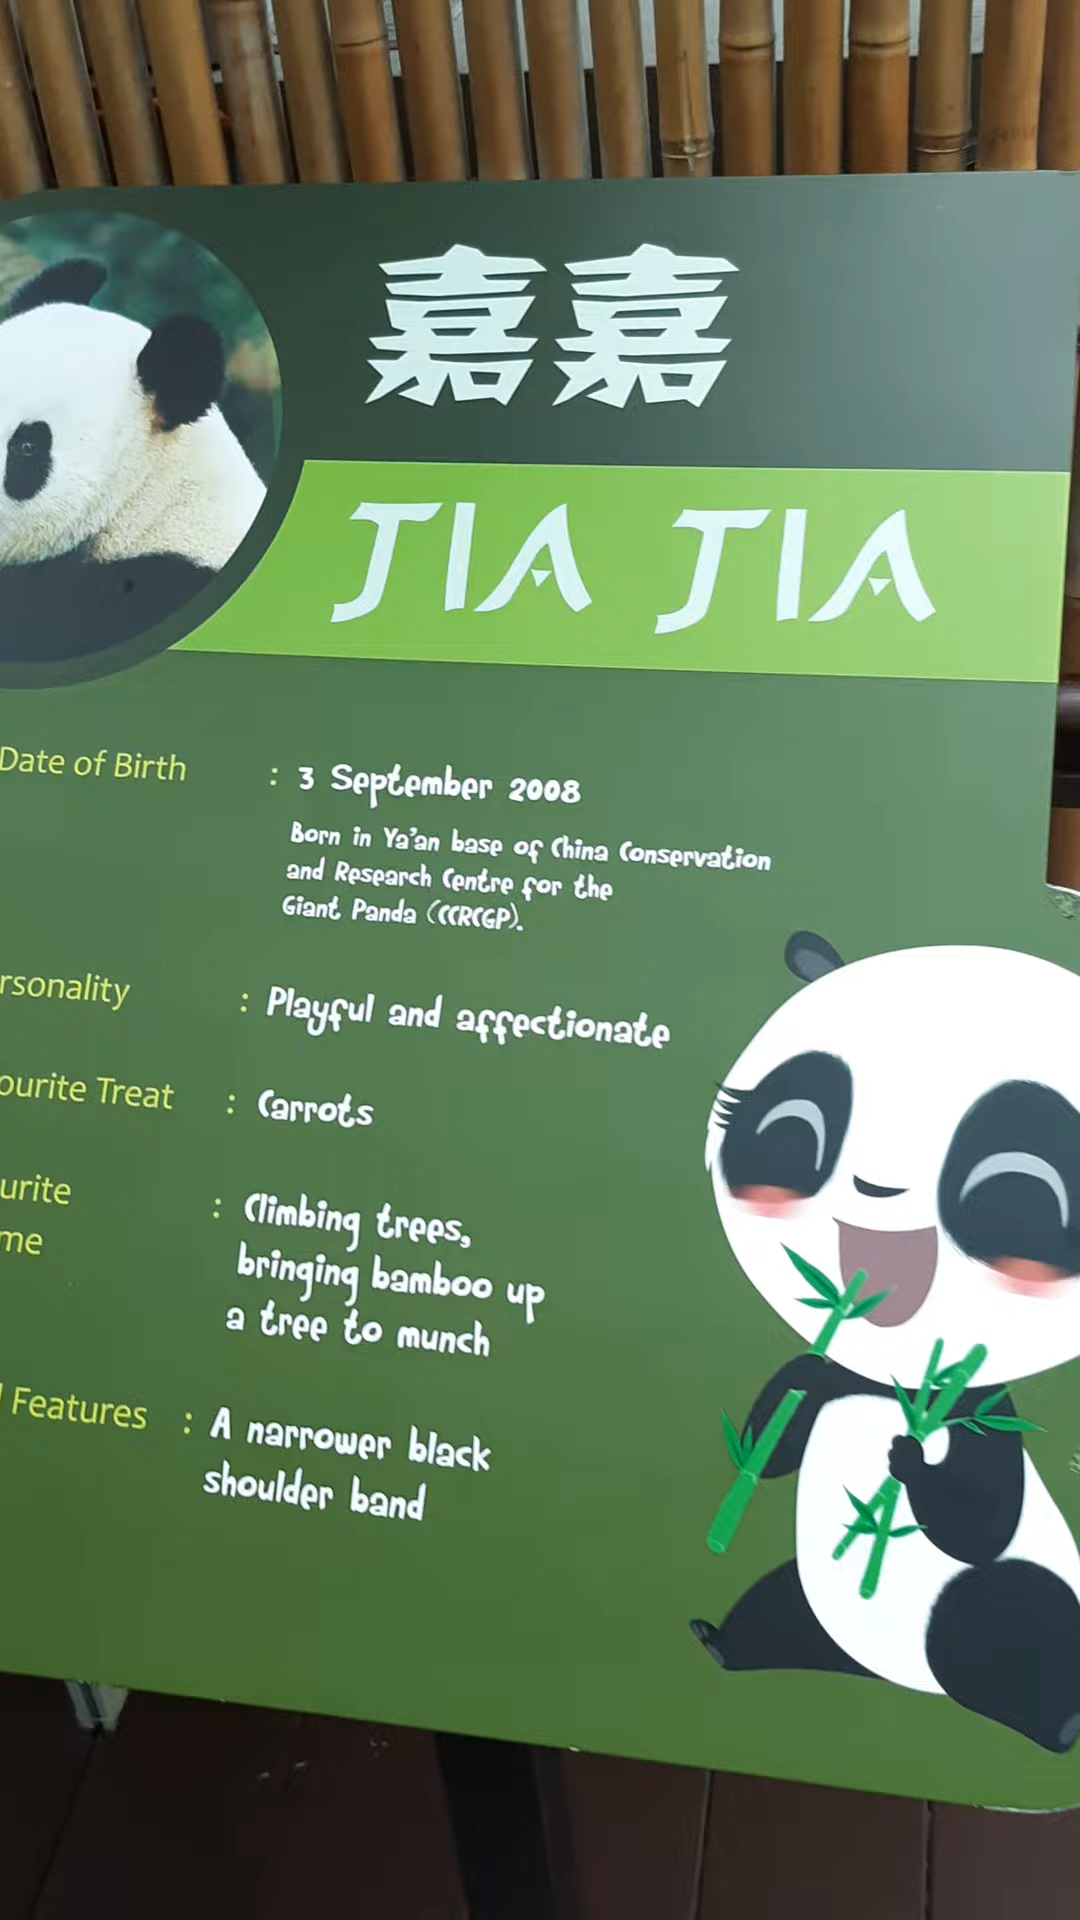 嘉嘉
JIA JIA
Date of Birth : 3 September 2008
Born in Ya'an base of China Conservation
and Research Centre for the
Giant Panda (CCRCGP).
rsonality : Playful and affectionate
ourite Treat : Carrots
urite : Climbing trees,
me bringing bamboo up
a tree to munch
Features : A narrower black
shoulder band